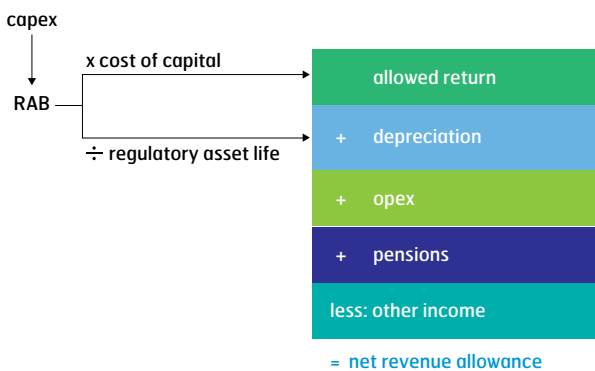 capex
x cost of capital
allowed return
RAB
+ depreciation
÷ regulatory asset life
+ opex
+ pensions
less: other income
= net revenue allowance